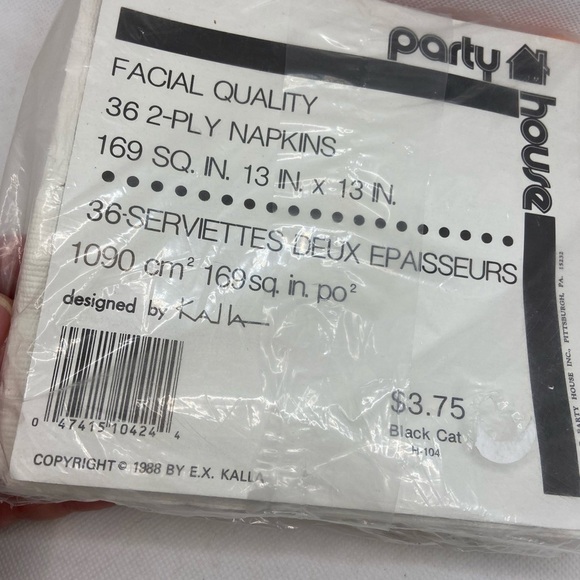 party
house
TM
FACIAL QUALITY
36 2-PLY NAPKINS
169 SQ. IN. 13 IN. x 13 IN.
36-SERVIETTES DEUX EPAISSEURS
1090 cm² 169 sq. in. po²
designed by Kalla
0 47415 10424 4
$3.75
Black Cat
H-104
COPYRIGHT © 1988 BY E.X. KALLA
PARTY HOUSE INC., PITTSBURGH, PA. 15232